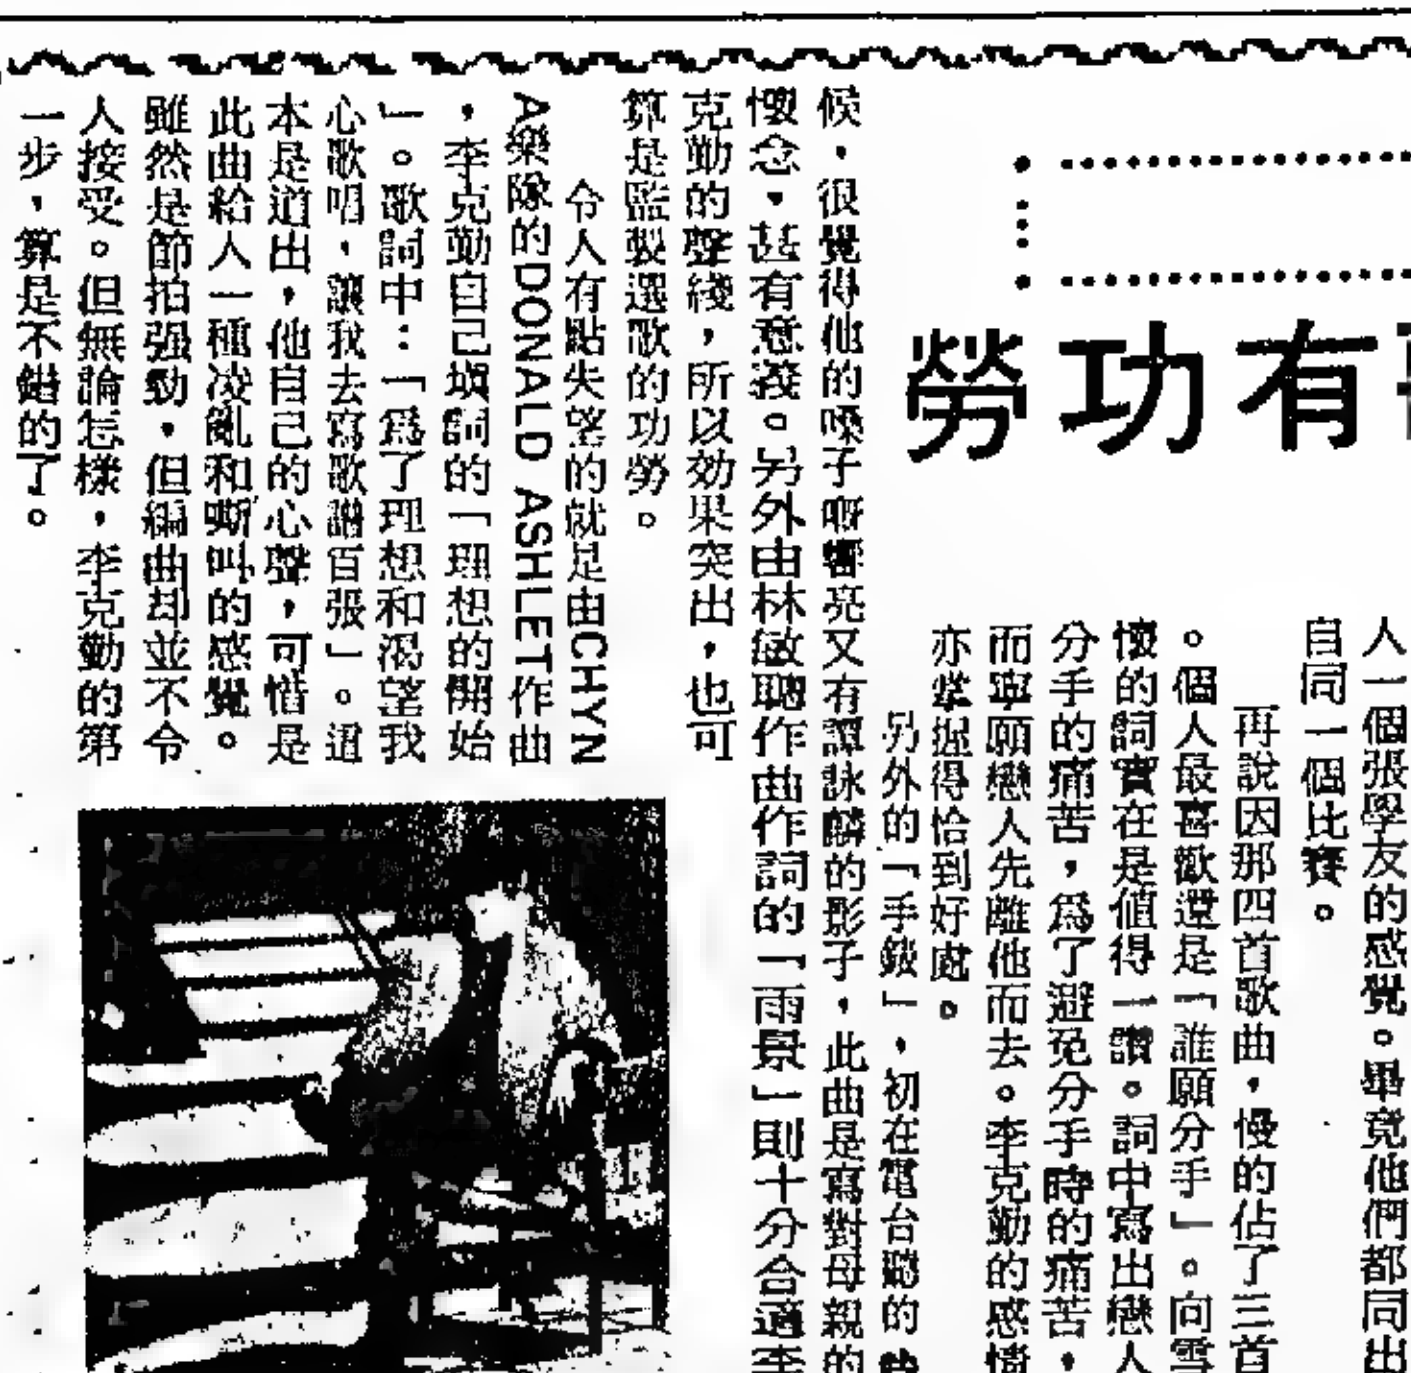 有功勞
人一個張學友的感覺。畢竟他們都同出
自同一個比賽。
再說因那四首歌曲，慢的佔了三首
。個人最喜歡還是「誰願分手」。向雪
懷的詞實在是值得一讚。詞中寫出戀人
分手的痛苦，爲了避免分手時的痛苦，
而寧願戀人先離他而去。李克勤的感情
亦掌握得恰到好處。
另外的「手鈸」，初在電台聽的
候，很覺得他的嗓子嘶響亮又有譚詠麟的影子，此曲是寫對母親的
懷念，甚有意義。另外由林敏聰作曲作詞的「雨景」則十分合適李
克勤的聲綫，所以効果突出，也可
算是監製選歌的功勞。
令人有點失望的就是由CHYN
A樂隊的DONALD ASHLET作曲
，李克勤自己塡詞的「理想的開始
」。歌詞中：「爲了理想和渴望我
心歌唱，讓我去寫歌譜百張」。道
本是道出，他自己的心聲，可惜是
此曲給人一種凌亂和嘶叫的感覺。
雖然是節拍强勁，但編曲却並不令
人接受。但無論怎樣，李克勤的第
一步，算是不錯的了。